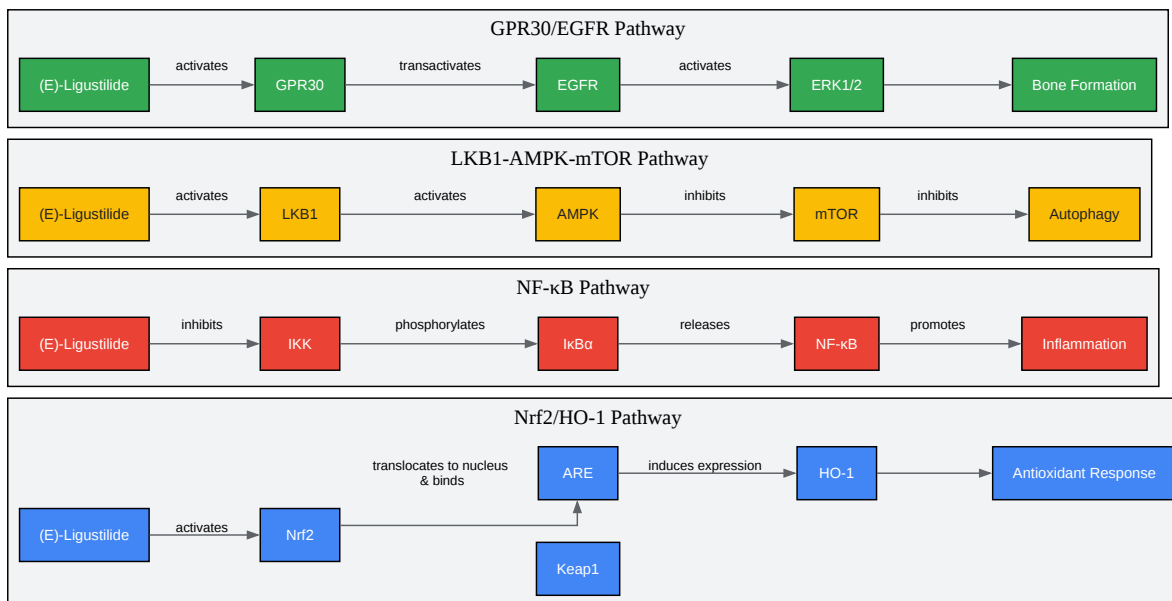 GPR30/EGFR Pathway
(E)-Ligustilide
activates
GPR30
transactivates
EGFR
activates
ERK1/2
Bone Formation
LKB1-AMPK-mTOR Pathway
(E)-Ligustilide
activates
LKB1
activates
AMPK
inhibits
mTOR
inhibits
Autophagy
NF-κB Pathway
(E)-Ligustilide
inhibits
IKK
phosphorylates
IκBα
releases
NF-κB
promotes
Inflammation
Nrf2/HO-1 Pathway
(E)-Ligustilide
activates
Nrf2
translocates to nucleus
& binds
ARE
induces expression
HO-1
Antioxidant Response
Keap1